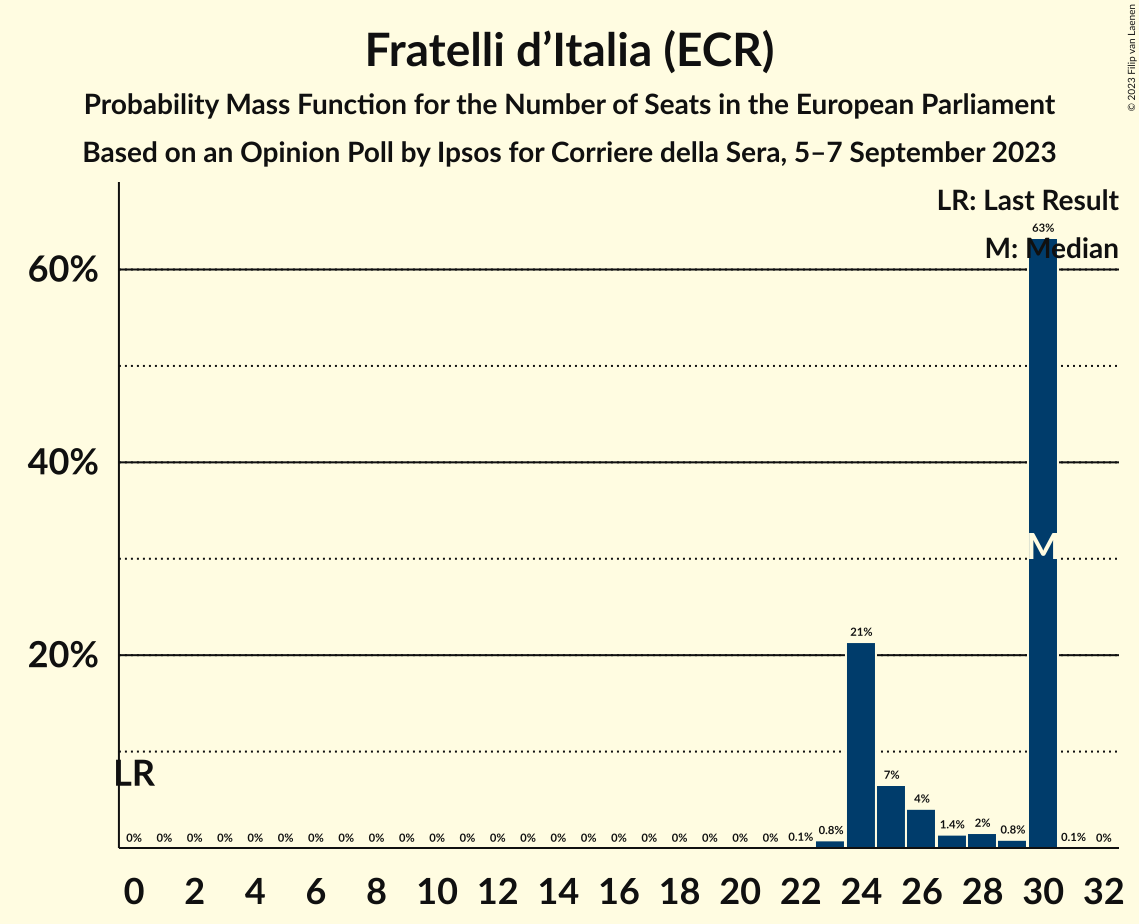 Fratelli d’Italia (ECR)
Probability Mass Function for the Number of Seats in the European Parliament
Based on an Opinion Poll by Ipsos for Corriere della Sera, 5–7 September 2023
© 2023 Filip van Laenen
LR: Last Result
M: Median
60%
40%
20%
LR
M
0% 0% 0% 0% 0% 0% 0% 0% 0% 0% 0% 0% 0% 0% 0% 0% 0% 0% 0% 0% 0% 0% 0.1% 0.8% 21% 7% 4% 1.4% 2% 0.8% 63% 0.1% 0%
0 2 4 6 8 10 12 14 16 18 20 22 24 26 28 30 32